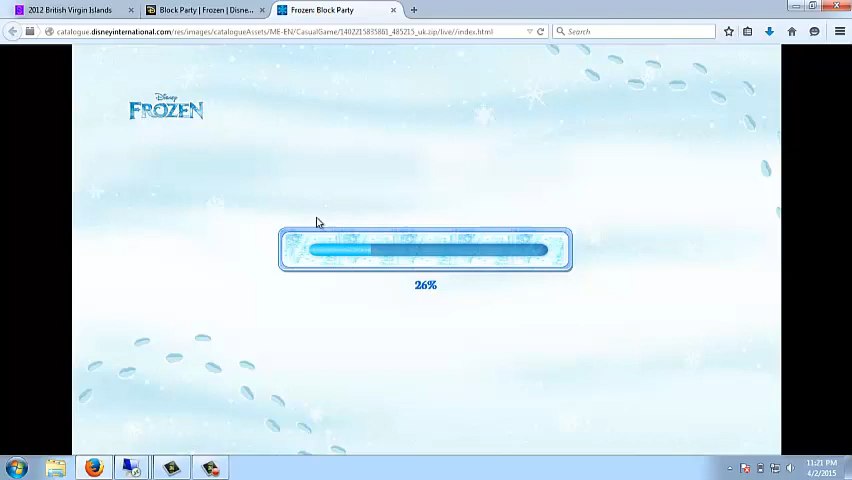 2012 British Virgin Islands
Block Party | Frozen | Disne...
Frozen: Block Party
catalogue.disneyinternational.com/res/images/catalogueAssets/ME-EN/CasualGame/1402215835861_485215_uk.zip/live//index.html
Search
Disney
FROZEN
26%
11:21 PM
4/2/2015